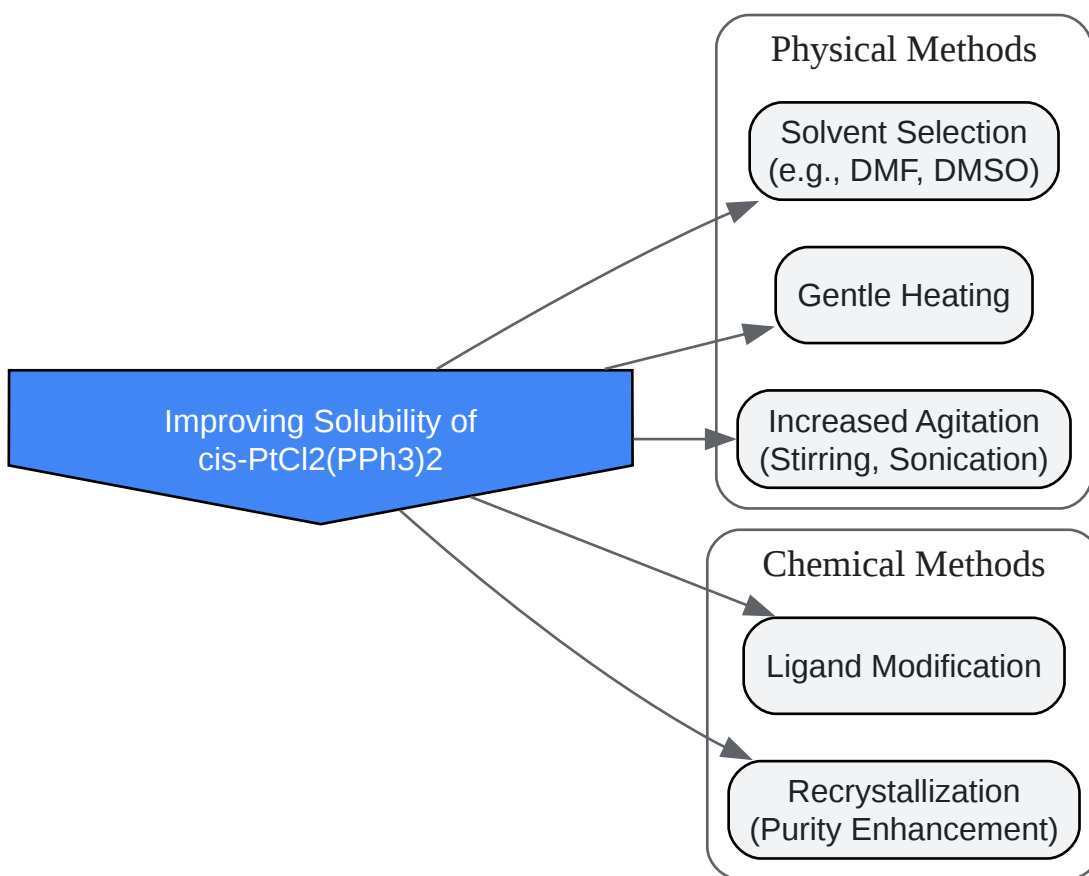 Physical Methods
Solvent Selection
(e.g., DMF, DMSO)
Gentle Heating
Increased Agitation
(Stirring, Sonication)
Improving Solubility of
cis-PtCl2(PPh3)2
Chemical Methods
Ligand Modification
Recrystallization
(Purity Enhancement)